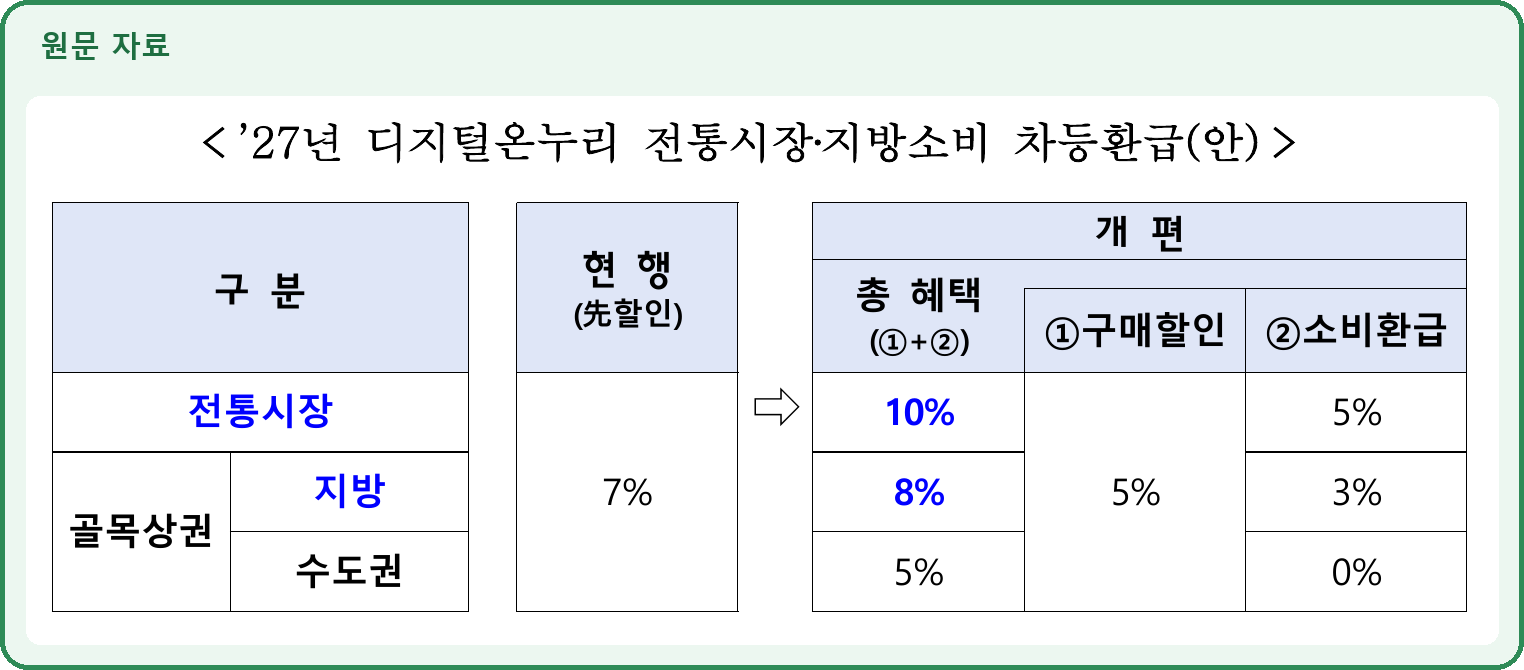 원문 자료
< ’27년 디지털온누리 전통시장·지방소비 차등환급(안) >
구 분
현 행
(先할인)
개 편
총 혜택
(①+②)
①구매할인
②소비환급
전통시장
7%
⇨
10%
5%
5%
골목상권
지방
8%
3%
수도권
5%
0%